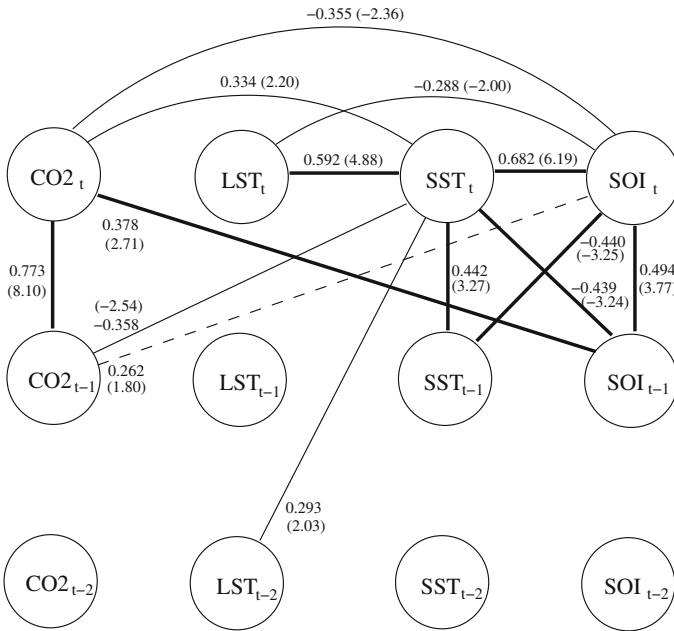 −0.355 (−2.36)
0.334 (2.20)
−0.288 (−2.00)
0.592 (4.88)
0.682 (6.19)
CO2 t
LST t
SST t
SOI t
0.378
(2.71)
−0.440
(−3.25)
0.773
(8.10)
0.442
(3.27)
0.494
(3.77)
−0.439
(−3.24)
(−2.54)
−0.358
0.262
(1.80)
CO2 t−1
LST t−1
SST t−1
SOI t−1
0.293
(2.03)
CO2 t−2
LST t−2
SST t−2
SOI t−2